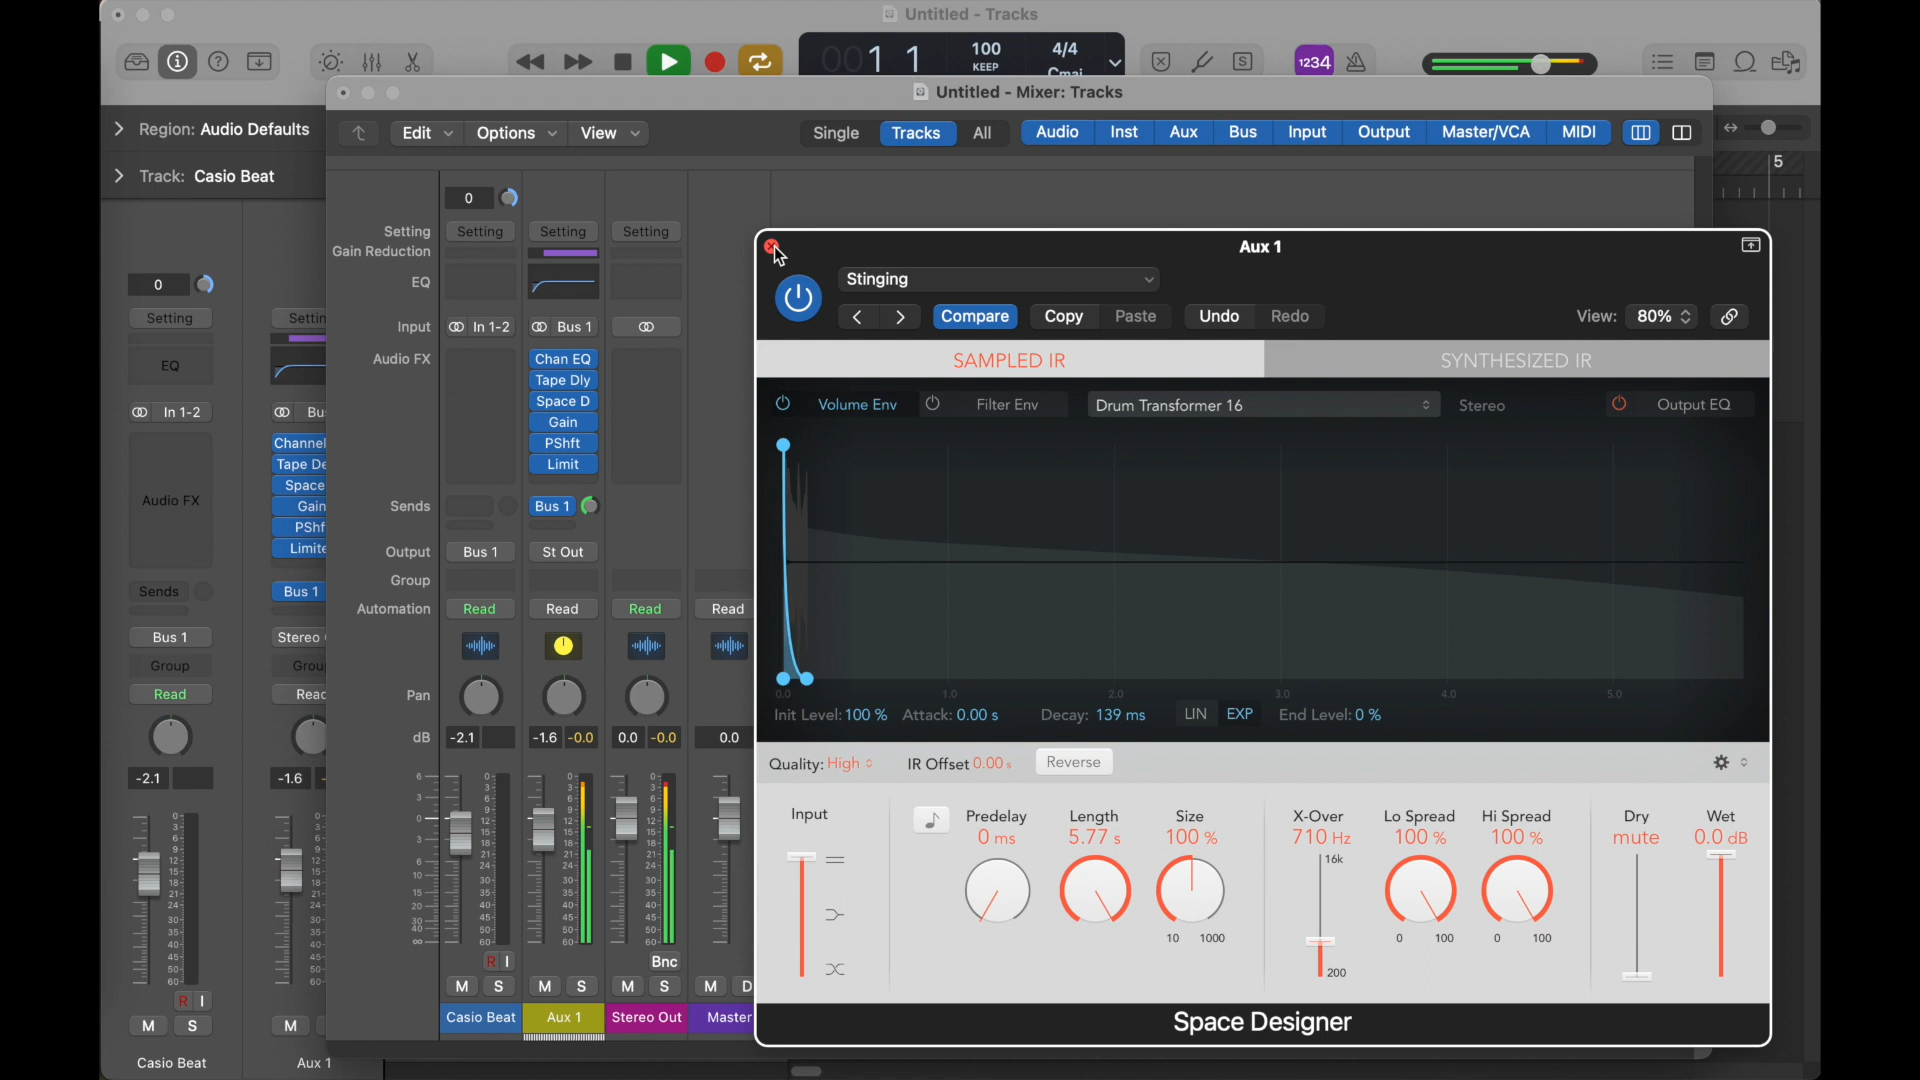 Untitled - Tracks
00 1 1
100
KEEP
4/4
Cmaj
1234
Untitled - Mixer: Tracks
Region: Audio Defaults
Track: Casio Beat
Edit
Options
View
Single
Tracks
All
Audio
Inst
Aux
Bus
Input
Output
Master/VCA
MIDI
5
0
Setting
EQ
In 1-2
Audio FX
Sends
Bus 1
Group
Read
-2.1
R I
M S
Casio Beat
Settin
Bu
Channel
Tape De
Space
Gain
PShf
Limite
Bus 1
Stereo
Grou
Read
-1.6
M
Aux 1
0
Setting Setting Setting Setting
Gain Reduction
EQ
Input In 1-2 Bus 1
Audio FX Chan EQ
Tape Dly
Space D
Gain
PShft
Limit
Sends Bus 1
Output Bus 1 St Out
Group
Automation Read Read Read Read
Pan
dB -2.1 -1.6 -0.0 0.0 -0.0 0.0
R I
Bnc
M S M S M S M D
Casio Beat Aux 1 Stereo Out Master
Aux 1
Stinging
Compare
Copy
Paste
Undo
Redo
View: 80%
SAMPLED IR
SYNTHESIZED IR
Volume Env
Filter Env
Drum Transformer 16
Stereo
Output EQ
0.0 1.0 2.0 3.0 4.0 5.0
Init Level: 100 % Attack: 0.00 s Decay: 139 ms LIN EXP End Level: 0 %
Quality: High IR Offset 0.00 s Reverse
Input
Predelay
0 ms
Length
5.77 s
Size
100 %
10 1000
X-Over
710 Hz
16k
200
Lo Spread
100 %
0 100
Hi Spread
100 %
0 100
Dry
mute
Wet
0.0 dB
Space Designer